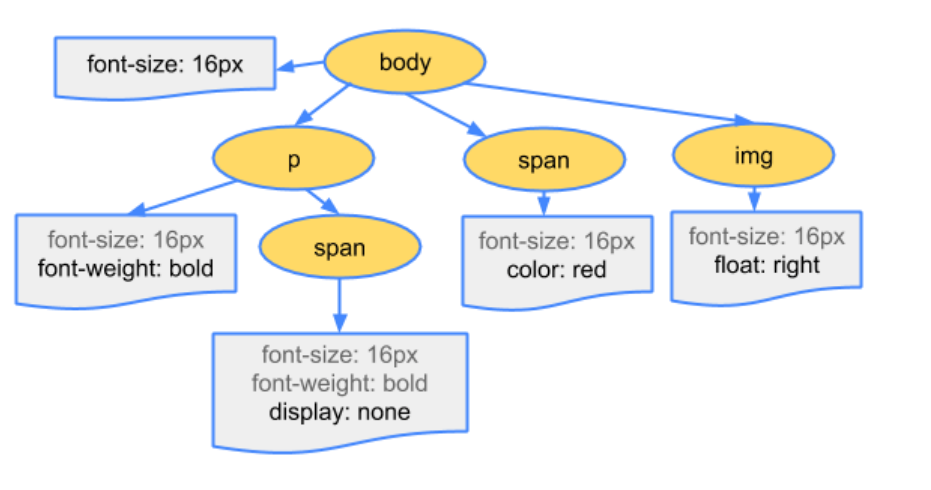 font-size: 16px
body
p
span
img
font-size: 16px
font-weight: bold
span
font-size: 16px
color: red
font-size: 16px
float: right
font-size: 16px
font-weight: bold
display: none